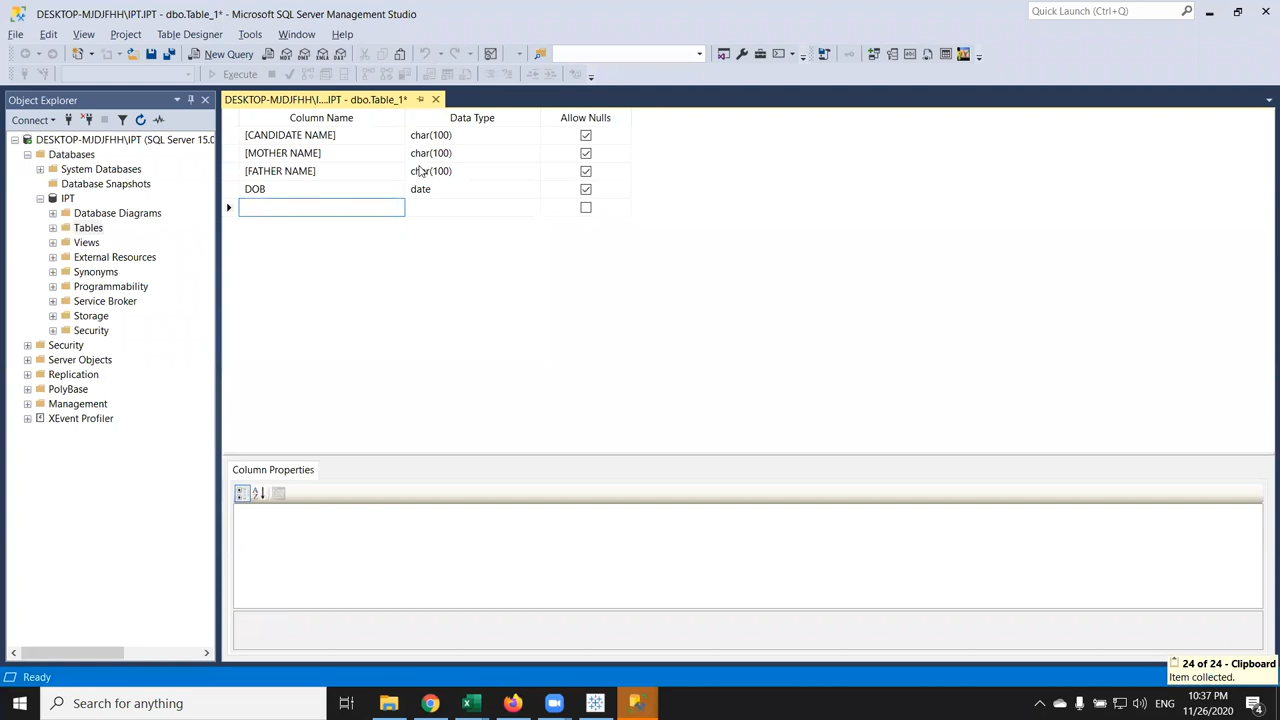 DESKTOP-MJDJFHH\IPT.IPT - dbo.Table_1* - Microsoft SQL Server Management Studio
Quick Launch (Ctrl+Q)
File Edit View Project Table Designer Tools Window Help
New Query
Execute
Object Explorer
DESKTOP-MJDJFHH\I....IPT - dbo.Table_1*
Connect
Column Name Data Type Allow Nulls
[CANDIDATE NAME] char(100)
[MOTHER NAME] char(100)
[FATHER NAME] char(100)
DOB date
DESKTOP-MJDJFHH\IPT (SQL Server 15.0
Databases
System Databases
Database Snapshots
IPT
Database Diagrams
Tables
Views
External Resources
Synonyms
Programmability
Service Broker
Storage
Security
Security
Server Objects
Replication
PolyBase
Management
XEvent Profiler
Column Properties
24 of 24 - Clipboard
Item collected.
Ready
Search for anything
ENG
10:37 PM
11/26/2020
4